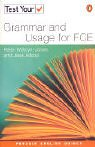 Test Your
Grammar and
Usage for FCE
Peter Watcyn-Jones
and Jake Allsop
PENGUIN ENGLISH GUIDES